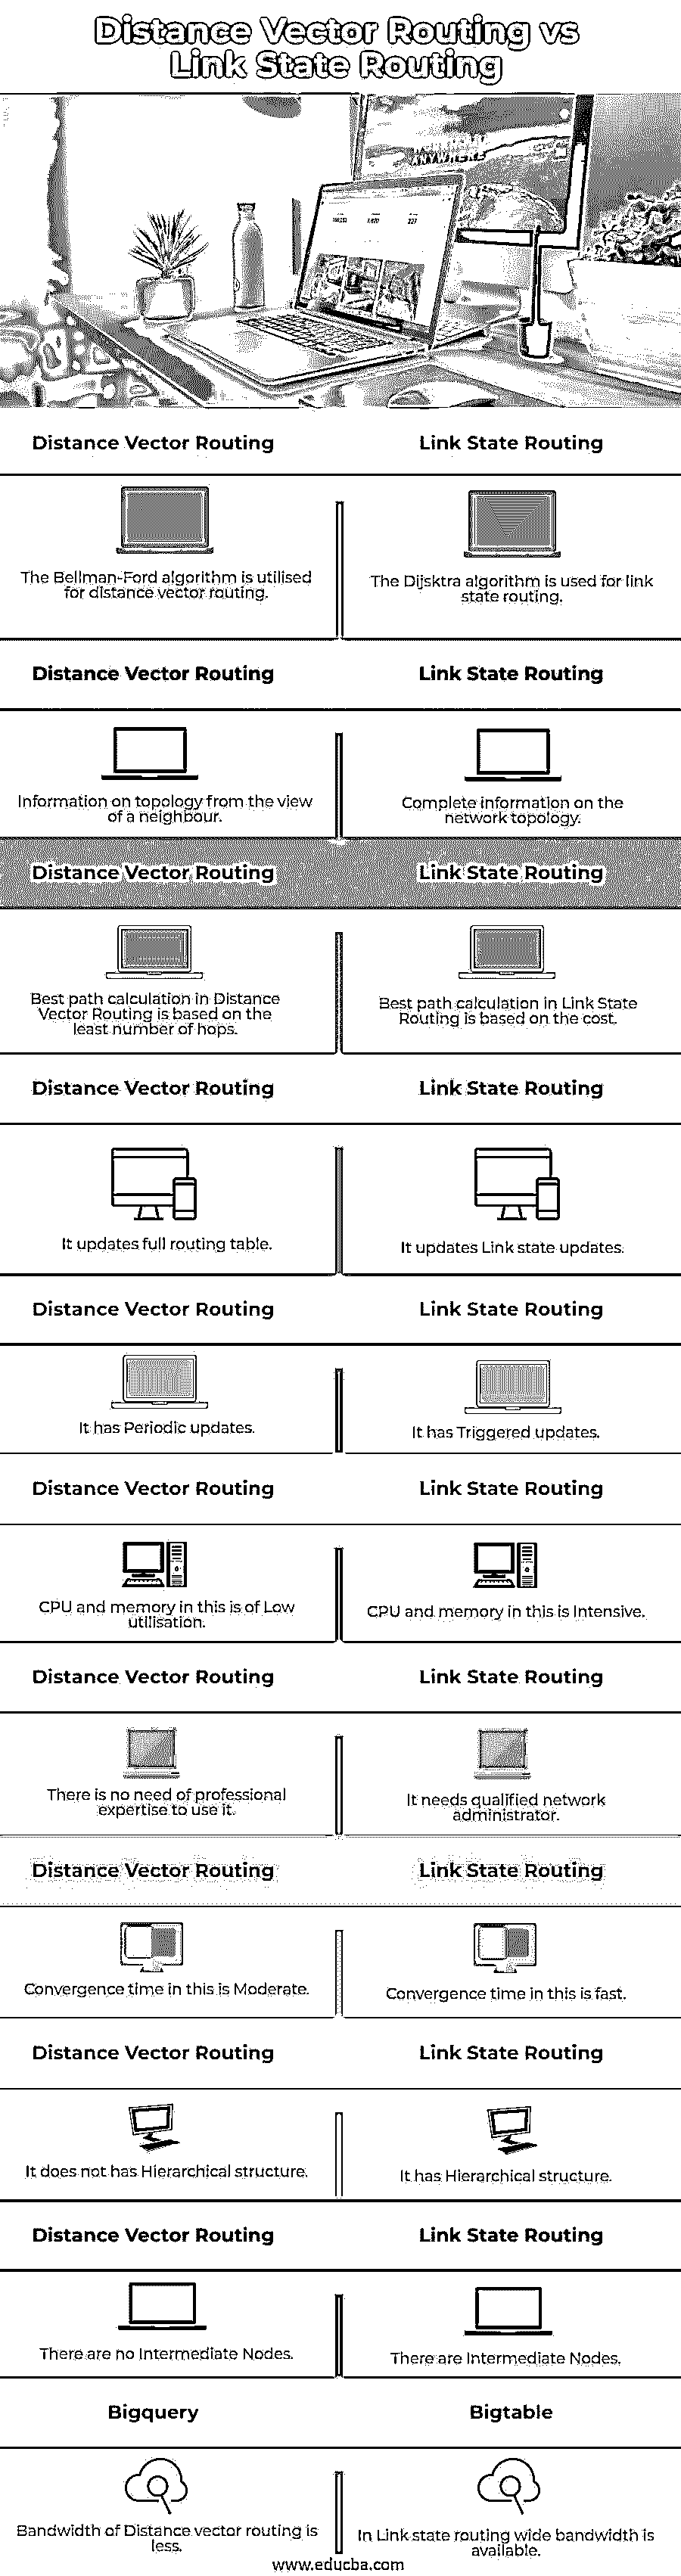 Distance Vector Routing vs
Link State Routing
ANYWHERE
Distance Vector Routing
Link State Routing
The Bellman-Ford algorithm is utilised
for distance vector routing.
The Dijsktra algorithm is used for link
state routing.
Distance Vector Routing
Link State Routing
Information on topology from the view
of a neighbour.
Complete information on the
network topology.
Distance Vector Routing
Link State Routing
Best path calculation in Distance
Vector Routing is based on the
least number of hops.
Best path calculation in Link State
Routing is based on the cost.
Distance Vector Routing
Link State Routing
It updates full routing table.
It updates Link state updates.
Distance Vector Routing
Link State Routing
It has Periodic updates.
It has Triggered updates.
Distance Vector Routing
Link State Routing
CPU and memory in this is of Low
utilisation.
CPU and memory in this is Intensive.
Distance Vector Routing
Link State Routing
There is no need of professional
expertise to use it.
It needs qualified network
administrator.
Distance Vector Routing
Link State Routing
Convergence time in this is Moderate.
Convergence time in this is fast.
Distance Vector Routing
Link State Routing
It does not has Hierarchical structure.
It has Hierarchical structure.
Distance Vector Routing
Link State Routing
There are no Intermediate Nodes.
There are Intermediate Nodes.
Bigquery
Bigtable
Bandwidth of Distance vector routing is
less.
In Link state routing wide bandwidth is
available.
www.educba.com